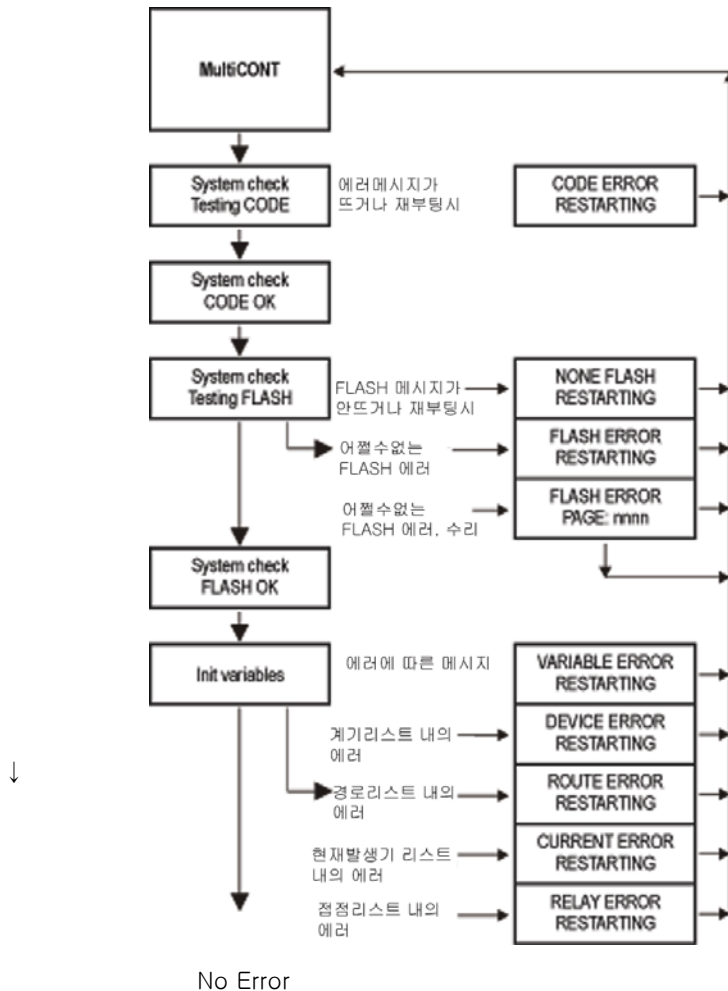 MultiCONT
System check
Testing CODE
에러메시지가
뜨거나 재부팅시
CODE ERROR
RESTARTING
System check
CODE OK
System check
Testing FLASH
FLASH 메시지가
안뜨거나 재부팅시
NONE FLASH
RESTARTING
어쩔수없는
FLASH 에러
FLASH ERROR
RESTARTING
어쩔수없는
FLASH 에러, 수리
FLASH ERROR
PAGE: nnnn
System check
FLASH OK
Init variables
에러에 따른 메시지
VARIABLE ERROR
RESTARTING
계기리스트 내의
에러
DEVICE ERROR
RESTARTING
↓
경로리스트 내의
에러
ROUTE ERROR
RESTARTING
현재발생기 리스트
내의 에러
CURRENT ERROR
RESTARTING
점점리스트 내의
에러
RELAY ERROR
RESTARTING
No Error